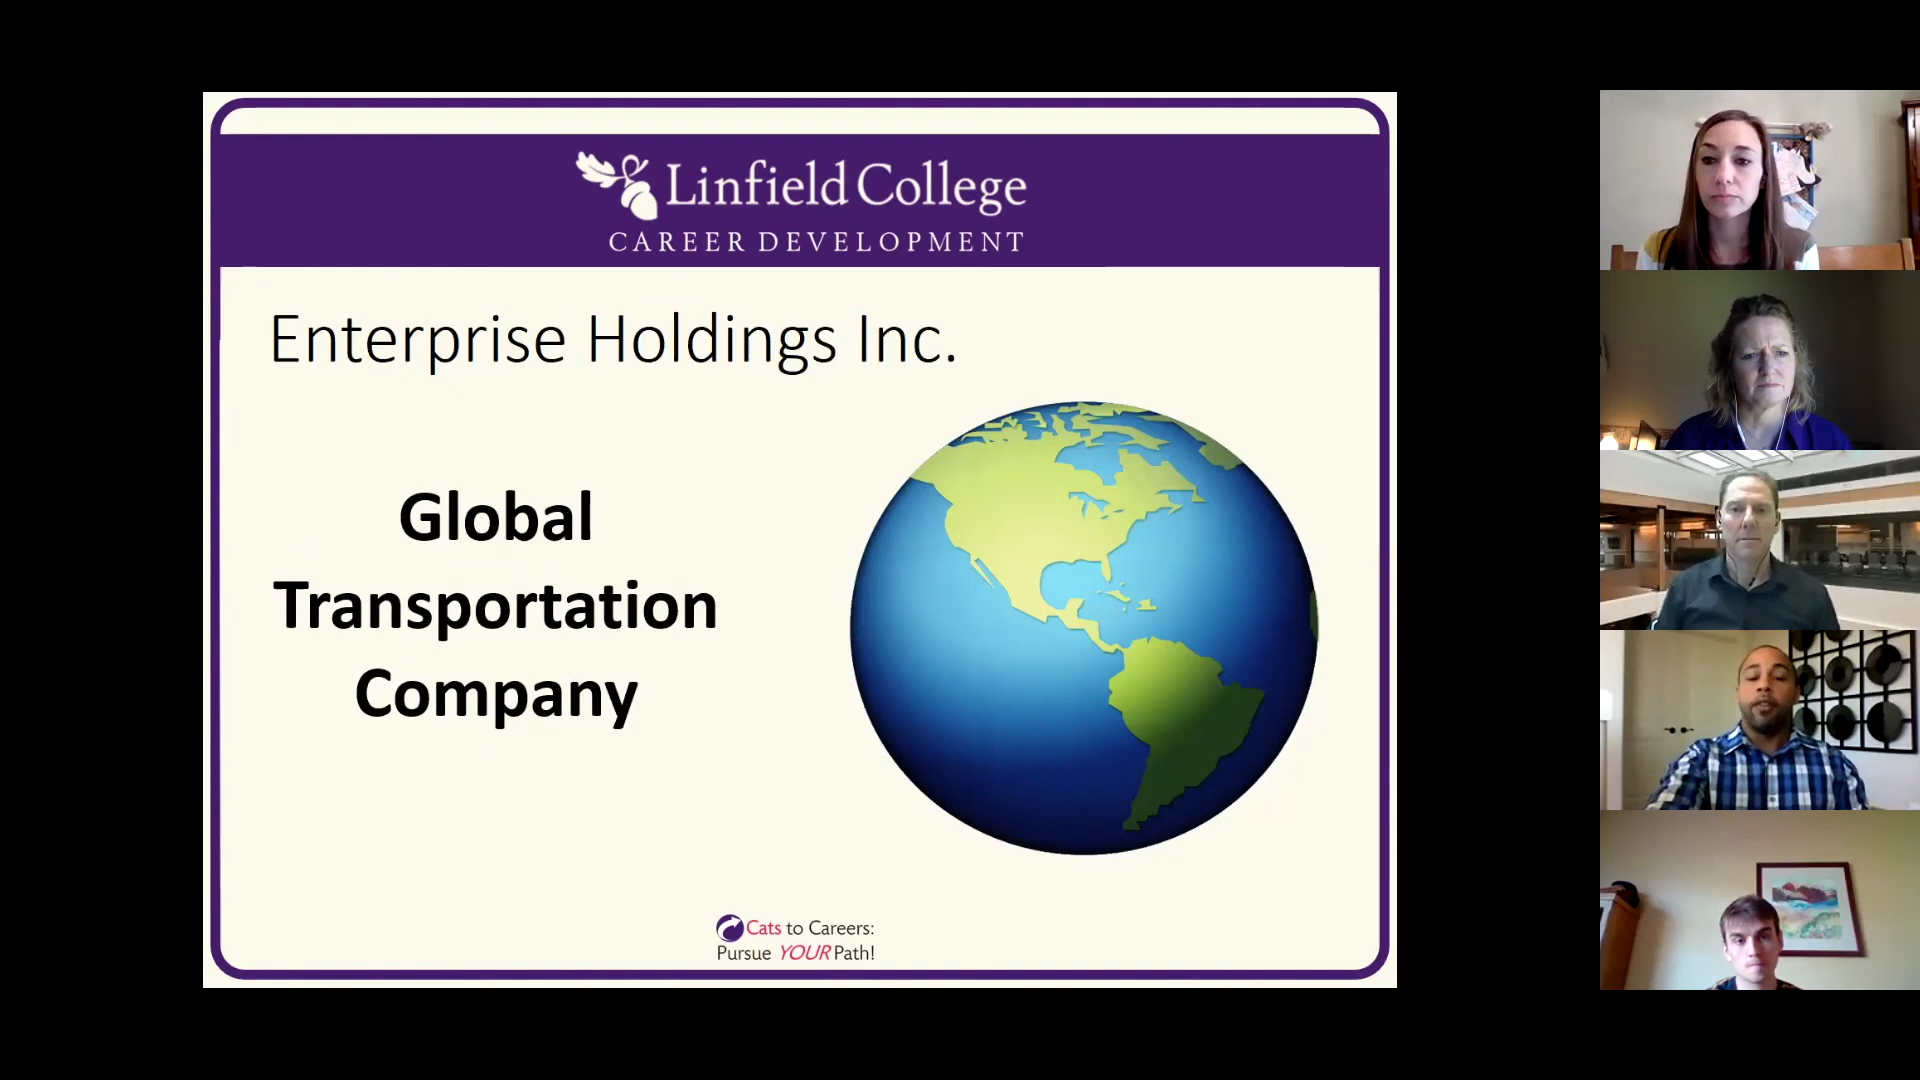 Linfield College
CAREER DEVELOPMENT
Enterprise Holdings Inc.
Global
Transportation
Company
Cats to Careers:
Pursue YOUR Path!